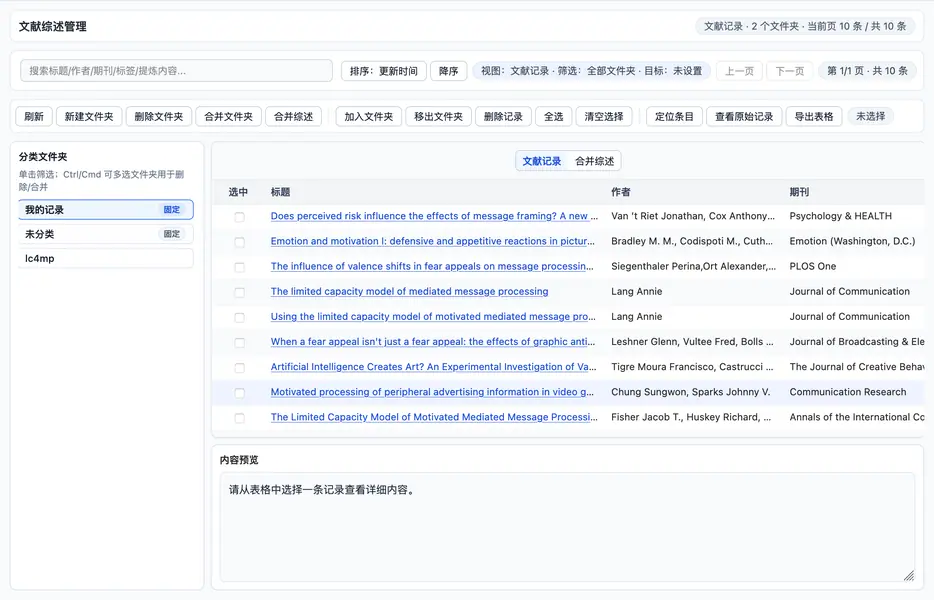 文献综述管理
文献记录 · 2 个文件夹 · 当前页 10 条 / 共 10 条
搜索标题/作者/期刊/标签/提炼内容...
排序：更新时间
降序
视图：文献记录 · 筛选：全部文件夹 · 目标：未设置
上一页
下一页
第 1/1 页 · 共 10 条
刷新
新建文件夹
删除文件夹
合并文件夹
合并综述
加入文件夹
移出文件夹
删除记录
全选
清空选择
定位条目
查看原始记录
导出表格
未选择
分类文件夹
单击筛选；Ctrl/Cmd 可多选文件夹用于删
除/合并
我的记录 固定
未分类 固定
lc4mp
文献记录 合并综述
选中 标题 作者 期刊
Does perceived risk influence the effects of message framing? A new ... Van 't Riet Jonathan, Cox Anthony... Psychology & HEALTH
Emotion and motivation I: defensive and appetitive reactions in pictur... Bradley M. M., Codispoti M., Cuth... Emotion (Washington, D.C.)
The influence of valence shifts in fear appeals on message processin... Siegenthaler Perina,Ort Alexander,... PLOS One
The limited capacity model of mediated message processing Lang Annie Journal of Communication
Using the limited capacity model of motivated mediated message pro... Lang Annie Journal of Communication
When a fear appeal isn't just a fear appeal: the effects of graphic anti... Leshner Glenn, Vultee Fred, Bolls ... Journal of Broadcasting & Ele
Artificial Intelligence Creates Art? An Experimental Investigation of Va... Tigre Moura Francisco, Castrucci ... The Journal of Creative Behav
Motivated processing of peripheral advertising information in video g... Chung Sungwon, Sparks Johnny V. Communication Research
The Limited Capacity Model of Motivated Mediated Message Processi... Fisher Jacob T., Huskey Richard, ... Annals of the International Co
内容预览
请从表格中选择一条记录查看详细内容。